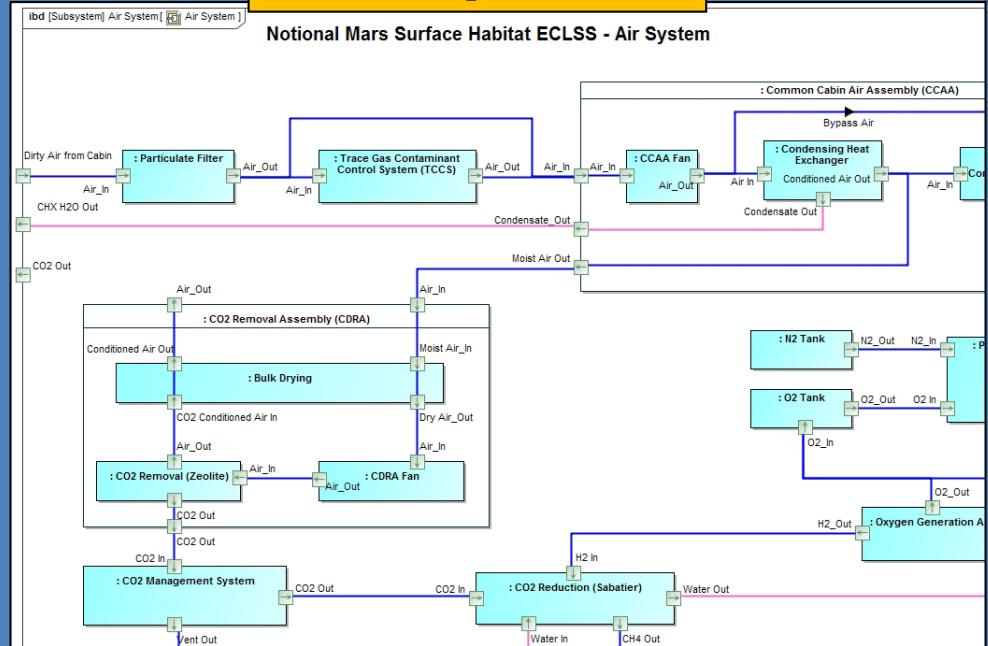 ibd [Subsystem] Air System[ Air System ]
Notional Mars Surface Habitat ECLSS - Air System
: Common Cabin Air Assembly (CCAA)
Bypass Air
Dirty Air from Cabin
: Particulate Filter
Air_Out
Air_In
: Trace Gas Contaminant
Control System (TCCS)
Air_Out
Air_In
Air_In
Air_In
: CCAA Fan
Air_Out
Air In
: Condensing Heat
Exchanger
Conditioned Air Out
Air_In
CHX H2O Out
Condensate_Out
Condensate Out
CO2 Out
Moist Air Out
Air_Out
Air_In
: CO2 Removal Assembly (CDRA)
Conditioned Air Out
Moist Air_In
: Bulk Drying
CO2 Conditioned Air In
Dry Air_Out
Air_Out
Air_In
: CO2 Removal (Zeolite)
Air_In
Air_Out
: CDRA Fan
CO2 Out
CO2 Out
CO2 In
: CO2 Management System
CO2 Out
CO2 In
: CO2 Reduction (Sabatier)
H2 In
Water Out
Vent Out
Water In
CH4 Out
: N2 Tank
N2_Out
N2_In
: P
: O2 Tank
O2_Out
O2 In
O2_In
O2_Out
H2_Out
: Oxygen Generation A